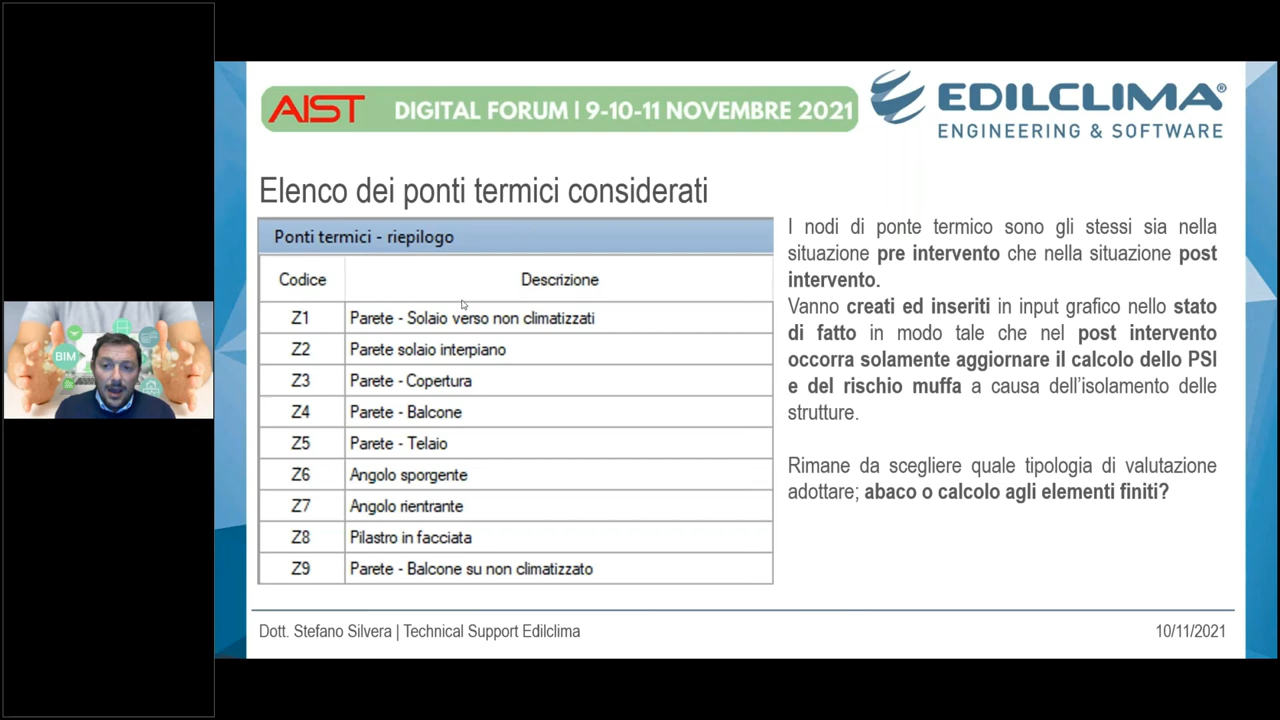 AIST DIGITAL FORUM | 9-10-11 NOVEMBRE 2021
EDILCLIMA®
ENGINEERING & SOFTWARE
Elenco dei ponti termici considerati
Ponti termici - riepilogo
Codice Descrizione
Z1 Parete - Solaio verso non climatizzati
Z2 Parete solaio interpiano
Z3 Parete - Copertura
Z4 Parete - Balcone
Z5 Parete - Telaio
Z6 Angolo sporgente
Z7 Angolo rientrante
Z8 Pilastro in facciata
Z9 Parete - Balcone su non climatizzato
I nodi di ponte termico sono gli stessi sia nella
situazione pre intervento che nella situazione post
intervento.
Vanno creati ed inseriti in input grafico nello stato
di fatto in modo tale che nel post intervento
occorra solamente aggiornare il calcolo dello PSI
e del rischio muffa a causa dell'isolamento delle
strutture.
Rimane da scegliere quale tipologia di valutazione
adottare; abaco o calcolo agli elementi finiti?
BIM
Dott. Stefano Silvera | Technical Support Edilclima
10/11/2021